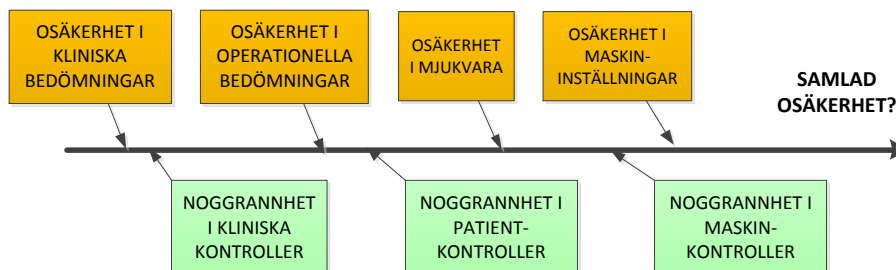 OSÄKERHET I
KLINISKA
BEDÖMNINGAR
OSÄKERHET I
OPERATIONELLA
BEDÖMNINGAR
OSÄKERHET
I MJUKVARA
OSÄKERHET I
MASKIN-
INSTÄLLNINGAR
SAMLAD
OSÄKERHET?
NOGGRANNHET
I KLINISKA
KONTROLLER
NOGGRANNHET I
PATIENT-
KONTROLLER
NOGGRANNHET I
MASKIN-
KONTROLLER